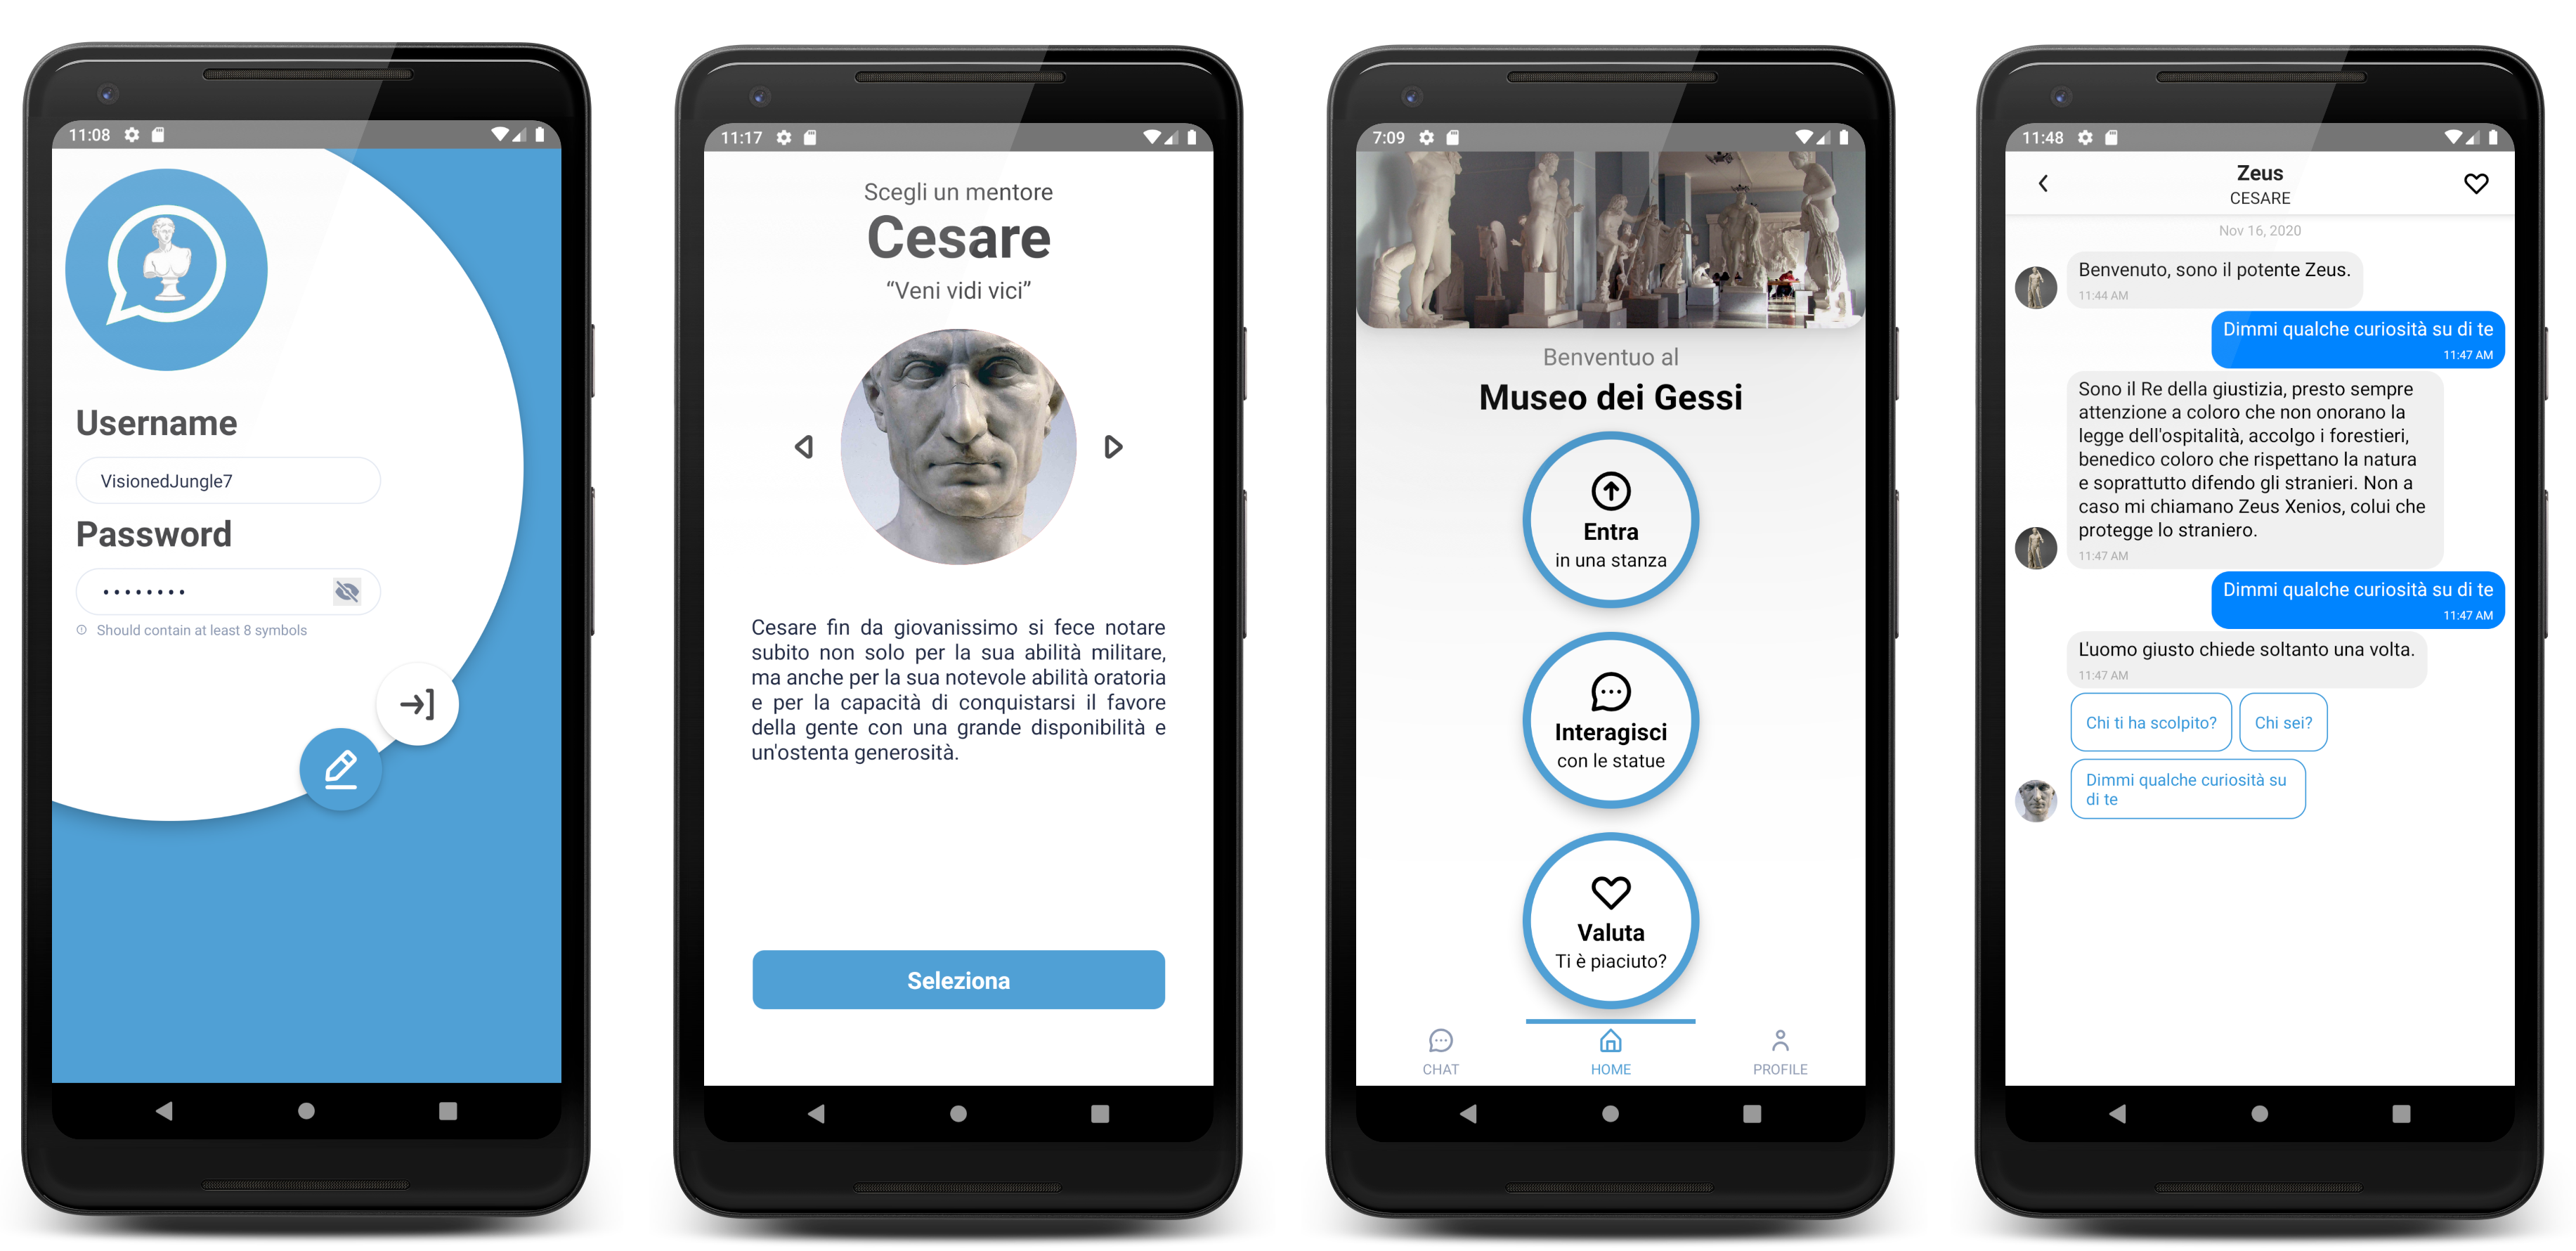 11:08
Username
VisionedJungle7
Password
••••••••
Should contain at least 8 symbols
11:17
Scegli un mentore
Cesare
“Veni vidi vici”
Cesare fin da giovanissimo si fece notare
subito non solo per la sua abilità militare,
ma anche per la sua notevole abilità oratoria
e per la capacità di conquistarsi il favore
della gente con una grande disponibilità e
un'ostenta generosità.
Seleziona
7:09
Benventuo al
Museo dei Gessi
Entra
in una stanza
Interagisci
con le statue
Valuta
Ti è piaciuto?
CHAT
HOME
PROFILE
11:48
Zeus
CESARE
Nov 16, 2020
Benvenuto, sono il potente Zeus.
11:44 AM
Dimmi qualche curiosità su di te
11:47 AM
Sono il Re della giustizia, presto sempre
attenzione a coloro che non onorano la
legge dell'ospitalità, accolgo i forestieri,
benedico coloro che rispettano la natura
e soprattutto difendo gli stranieri. Non a
caso mi chiamano Zeus Xenios, colui che
protegge lo straniero.
11:47 AM
Dimmi qualche curiosità su di te
11:47 AM
L'uomo giusto chiede soltanto una volta.
11:47 AM
Chi ti ha scolpito?
Chi sei?
Dimmi qualche curiosità su
di te